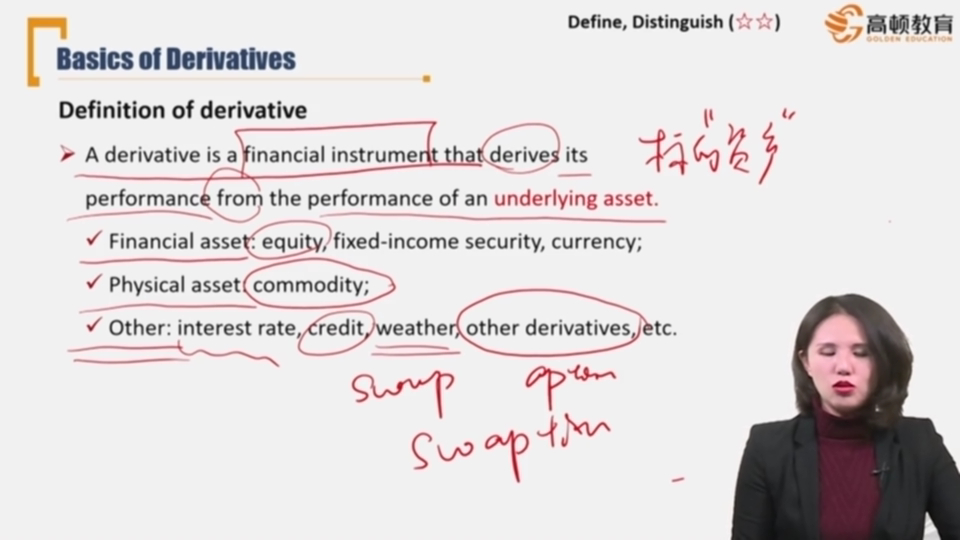 Define, Distinguish (☆☆)
高顿教育
GOLDEN EDUCATION
Basics of Derivatives
Definition of derivative
➤ A derivative is a financial instrument that derives its
performance from the performance of an underlying asset.
✓ Financial asset: equity, fixed-income security, currency;
✓ Physical asset: commodity;
✓ Other: interest rate, credit, weather, other derivatives, etc.
标的"资产"
swap option
Swaption